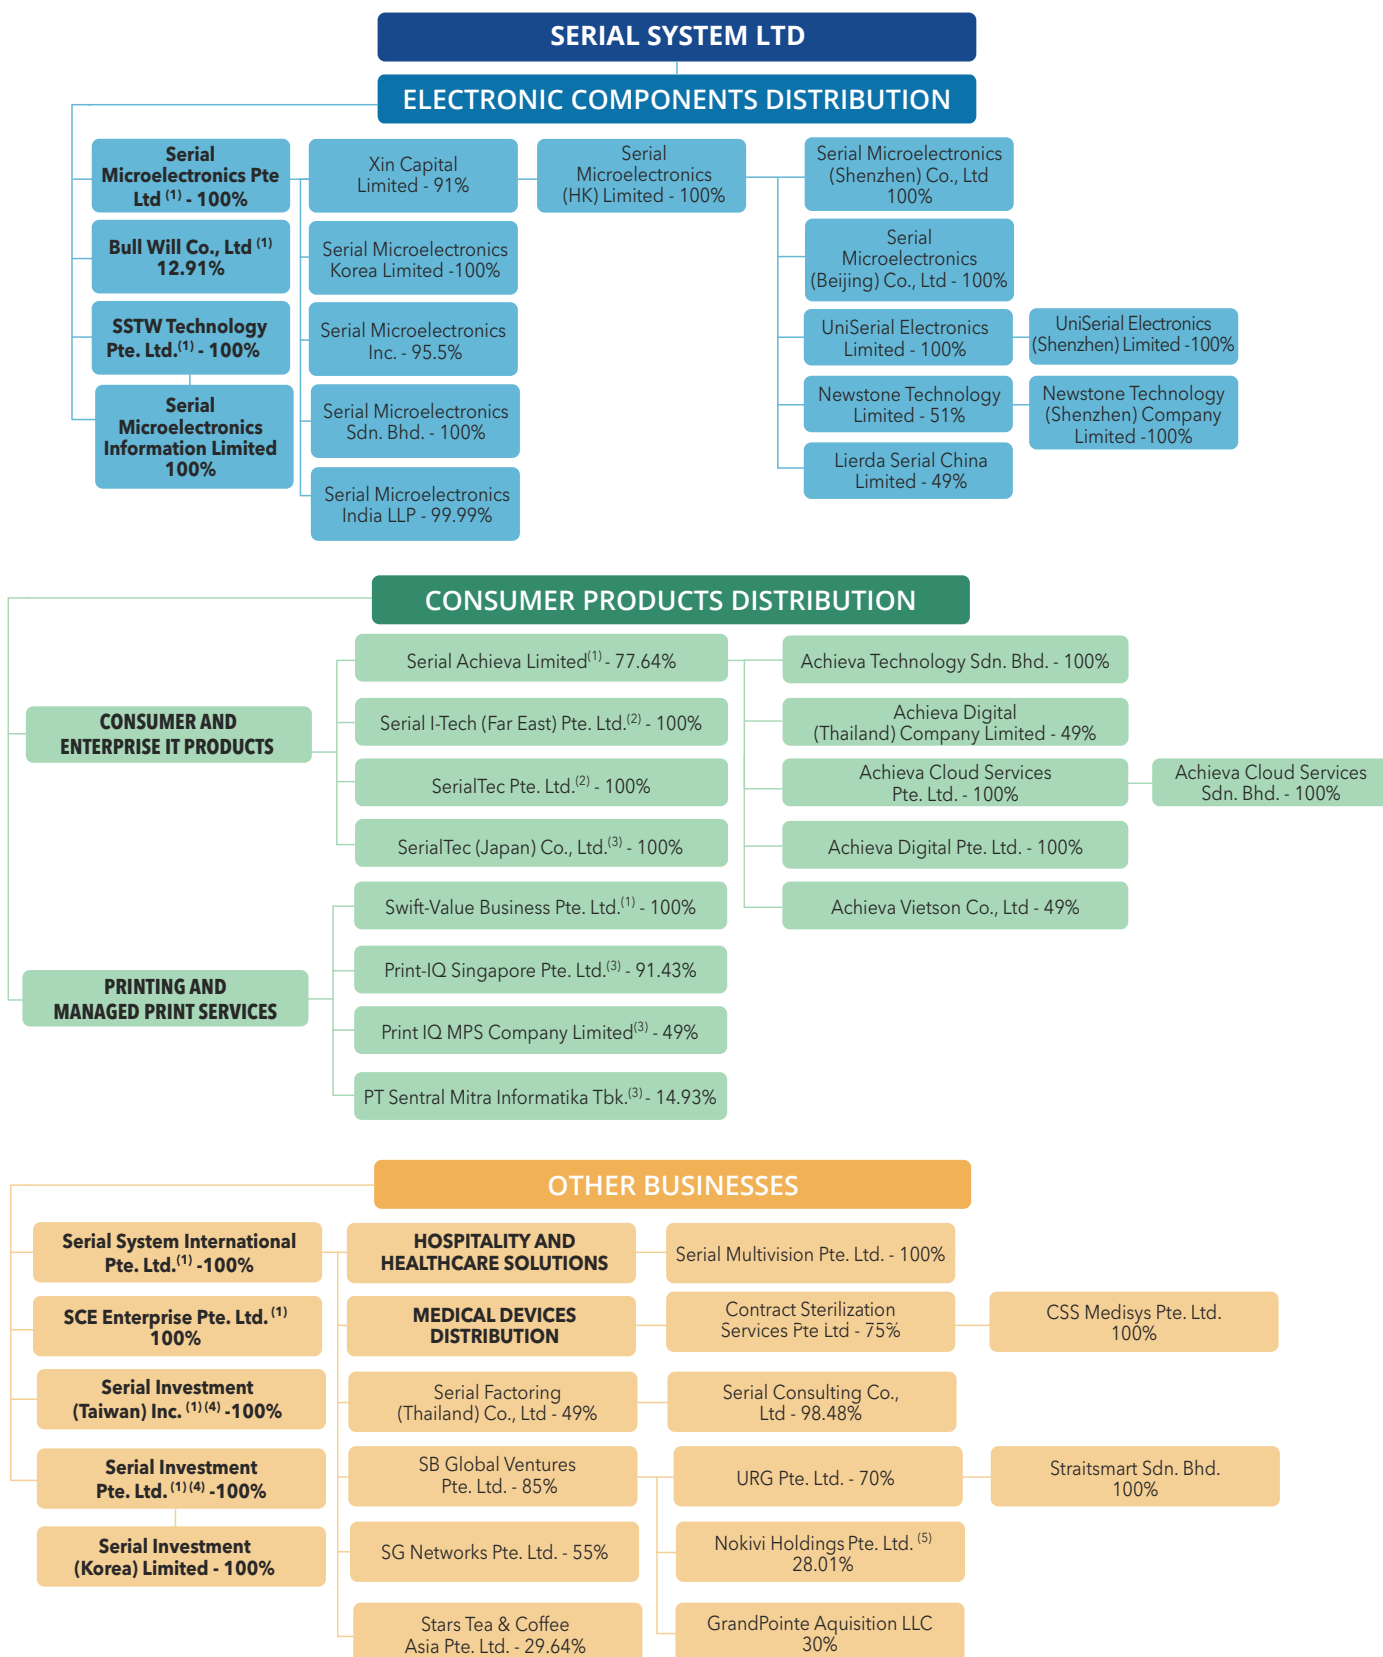 SERIAL SYSTEM LTD
ELECTRONIC COMPONENTS DISTRIBUTION
Serial
Microelectronics Pte
Ltd (1) - 100%
Bull Will Co., Ltd (1)
12.91%
SSTW Technology
Pte. Ltd.(1) - 100%
Serial
Microelectronics
Information Limited
100%
Xin Capital
Limited - 91%
Serial Microelectronics
Korea Limited -100%
Serial Microelectronics
Inc. - 95.5%
Serial Microelectronics
Sdn. Bhd. - 100%
Serial Microelectronics
India LLP - 99.99%
Serial
Microelectronics
(HK) Limited - 100%
Serial Microelectronics
(Shenzhen) Co., Ltd
100%
Serial
Microelectronics
(Beijing) Co., Ltd - 100%
UniSerial Electronics
Limited - 100%
UniSerial Electronics
(Shenzhen) Limited -100%
Newstone Technology
Limited - 51%
Newstone Technology
(Shenzhen) Company
Limited -100%
Lierda Serial China
Limited - 49%
CONSUMER PRODUCTS DISTRIBUTION
CONSUMER AND
ENTERPRISE IT PRODUCTS
Serial Achieva Limited(1) - 77.64%
Serial I-Tech (Far East) Pte. Ltd.(2) - 100%
SerialTec Pte. Ltd.(2) - 100%
SerialTec (Japan) Co., Ltd.(3) - 100%
Achieva Technology Sdn. Bhd. - 100%
Achieva Digital
(Thailand) Company Limited - 49%
Achieva Cloud Services
Pte. Ltd. - 100%
Achieva Cloud Services
Sdn. Bhd. - 100%
Achieva Digital Pte. Ltd. - 100%
Achieva Vietson Co., Ltd - 49%
PRINTING AND
MANAGED PRINT SERVICES
Swift-Value Business Pte. Ltd.(1) - 100%
Print-IQ Singapore Pte. Ltd.(3) - 91.43%
Print IQ MPS Company Limited(3) - 49%
PT Sentral Mitra Informatika Tbk.(3) - 14.93%
OTHER BUSINESSES
Serial System International
Pte. Ltd.(1) -100%
SCE Enterprise Pte. Ltd. (1)
100%
Serial Investment
(Taiwan) Inc. (1) (4) -100%
Serial Investment
Pte. Ltd. (1) (4) -100%
Serial Investment
(Korea) Limited - 100%
HOSPITALITY AND
HEALTHCARE SOLUTIONS
Serial Multivision Pte. Ltd. - 100%
MEDICAL DEVICES
DISTRIBUTION
Contract Sterilization
Services Pte Ltd - 75%
CSS Medisys Pte. Ltd.
100%
Serial Factoring
(Thailand) Co., Ltd - 49%
Serial Consulting Co.,
Ltd - 98.48%
SB Global Ventures
Pte. Ltd. - 85%
URG Pte. Ltd. - 70%
Straitsmart Sdn. Bhd.
100%
SG Networks Pte. Ltd. - 55%
Nokivi Holdings Pte. Ltd. (5)
28.01%
Stars Tea & Coffee
Asia Pte. Ltd. - 29.64%
GrandPointe Aquisition LLC
30%